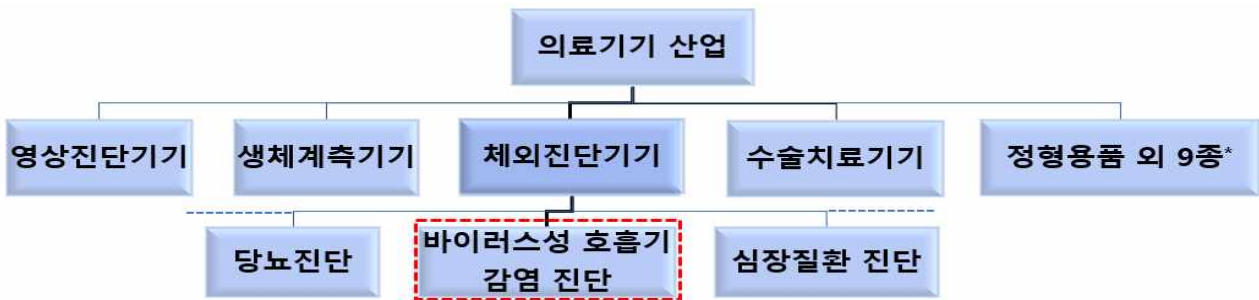 의료기기 산업
영상진단기기
생체계측기기
체외진단기기
수술치료기기
정형용품 외 9종*
당뇨진단
바이러스성 호흡기
감염 진단
심장질환 진단